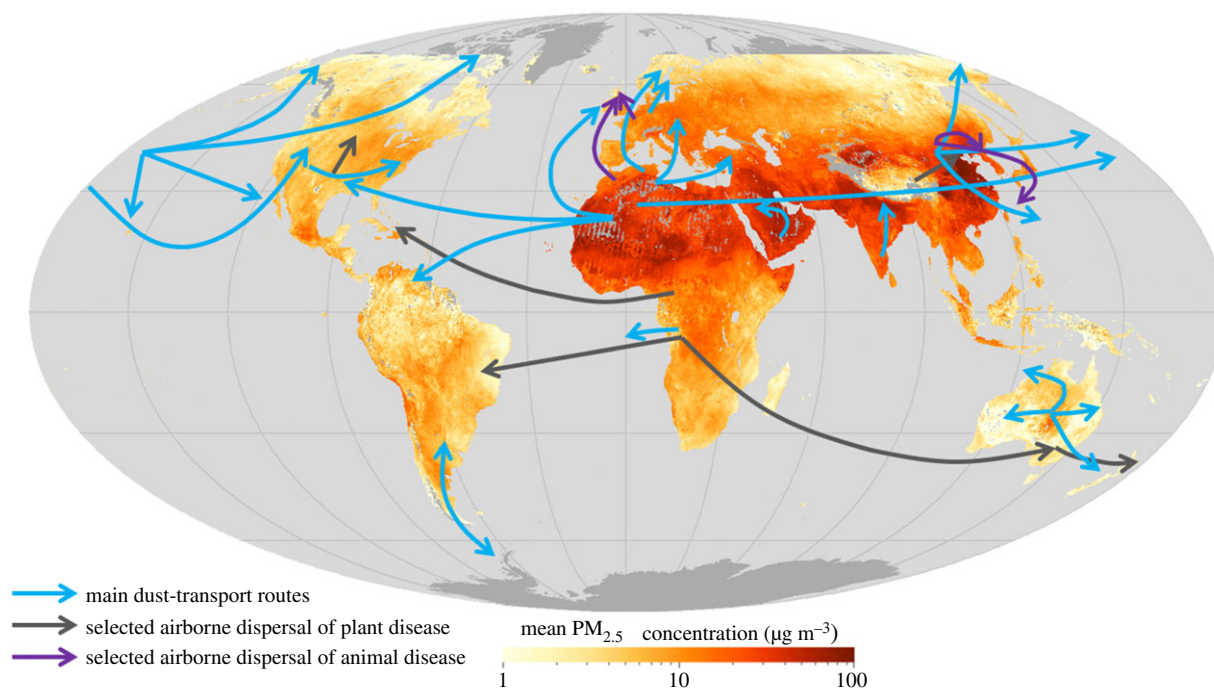 main dust-transport routes
selected airborne dispersal of plant disease
selected airborne dispersal of animal disease
mean PM2.5 concentration (µg m–3)
1 10 100